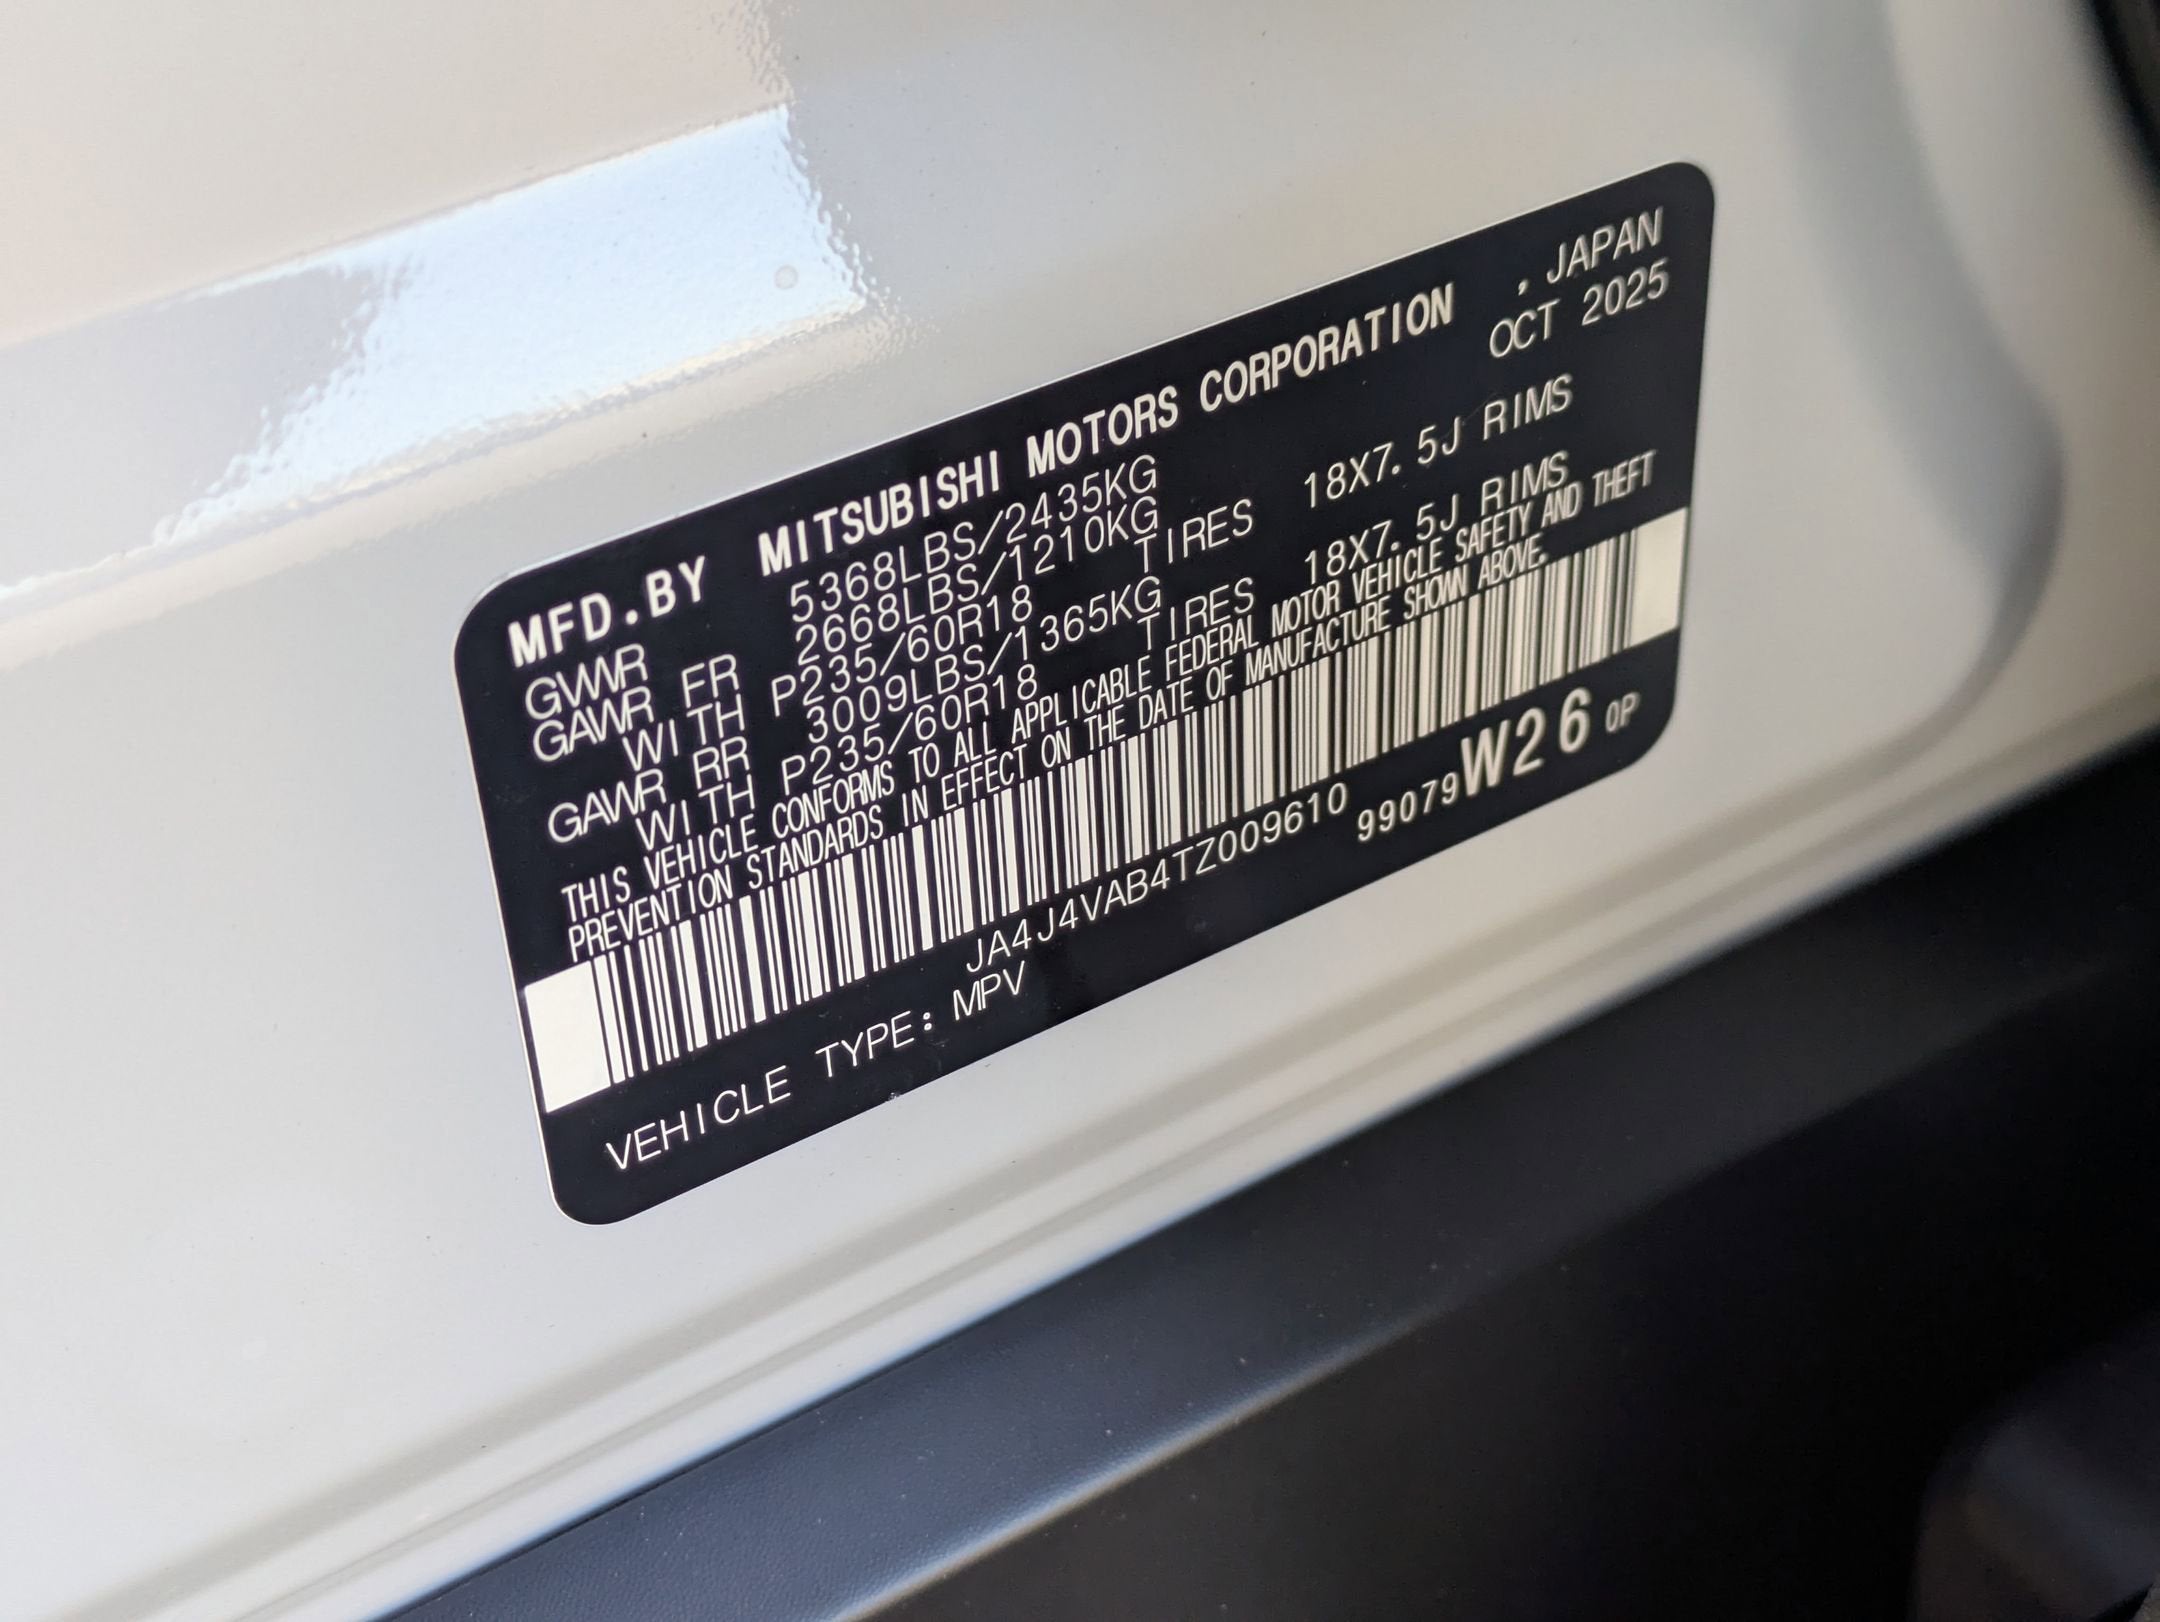 MFD.BY MITSUBISHI MOTORS CORPORATION , JAPAN
OCT 2025
GVWR 5368LBS/2435KG
GAWR FR 2668LBS/1210KG
WITH P235/60R18 TIRES 18X7.5J RIMS
GAWR RR 3009LBS/1365KG
WITH P235/60R18 TIRES 18X7.5J RIMS
THIS VEHICLE CONFORMS TO ALL APPLICABLE FEDERAL MOTOR VEHICLE SAFETY AND THEFT
PREVENTION STANDARDS IN EFFECT ON THE DATE OF MANUFACTURE SHOWN ABOVE.
JA4J4VAB4TZ009610 99079W26 0P
VEHICLE TYPE: MPV